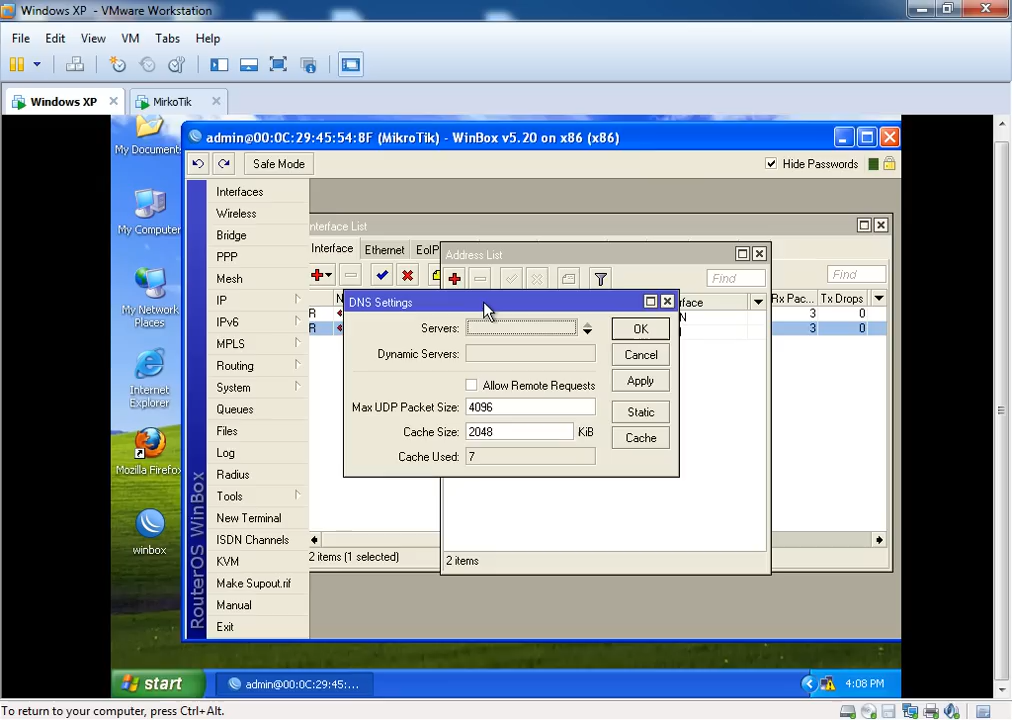 Windows XP - VMware Workstation
File Edit View VM Tabs Help
Windows XP
MirkoTik
admin@00:0C:29:45:54:8F (MikroTik) - WinBox v5.20 on x86 (x86)
Safe Mode
Hide Passwords
My Documents
My Computer
My Network
Places
Internet
Explorer
Mozilla Firefox
winbox
RouterOS WinBox
Interfaces
Wireless
Bridge
PPP
Mesh
IP
IPv6
MPLS
Routing
System
Queues
Files
Log
Radius
Tools
New Terminal
ISDN Channels
KVM
Make Supout.rif
Manual
Exit
Interface List
Interface Ethernet EoIP
Find
Rx Pac... Tx Drops
R 3 0
R 3 0
2 items (1 selected)
Address List
Find
rface
N
2 items
DNS Settings
Servers:
OK
Dynamic Servers:
Cancel
Allow Remote Requests
Apply
Max UDP Packet Size: 4096
Static
Cache Size: 2048 KiB
Cache
Cache Used: 7
start
admin@00:0C:29:45:...
4:08 PM
To return to your computer, press Ctrl+Alt.